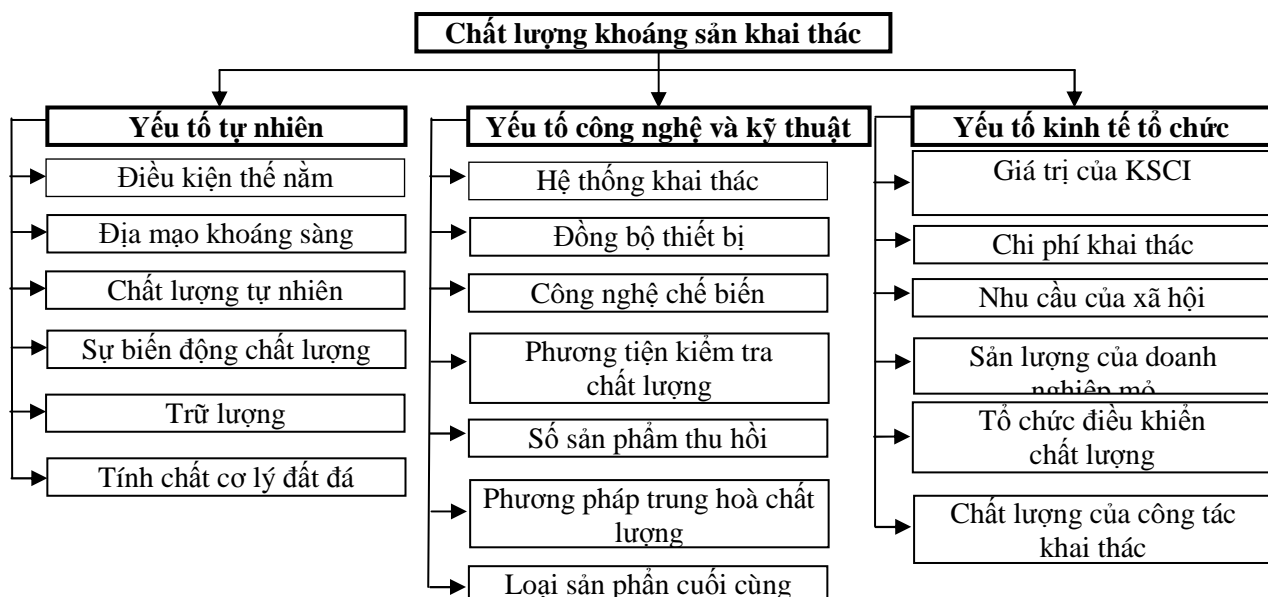 Chất lượng khoáng sản khai thác
Yếu tố tự nhiên
Điều kiện thế nằm
Địa mạo khoáng sàng
Chất lượng tự nhiên
Sự biến động chất lượng
Trữ lượng
Tính chất cơ lý đất đá
Yếu tố công nghệ và kỹ thuật
Hệ thống khai thác
Đồng bộ thiết bị
Công nghệ chế biến
Phương tiện kiểm tra
chất lượng
Số sản phẩm thu hồi
Phương pháp trung hoà chất
lượng
Loại sản phẩn cuối cùng
Yếu tố kinh tế tổ chức
Giá trị của KSCI
Chi phí khai thác
Nhu cầu của xã hội
Sản lượng của doanh
nghiệp mỏ
Tổ chức điều khiển
chất lượng
Chất lượng của công tác
khai thác